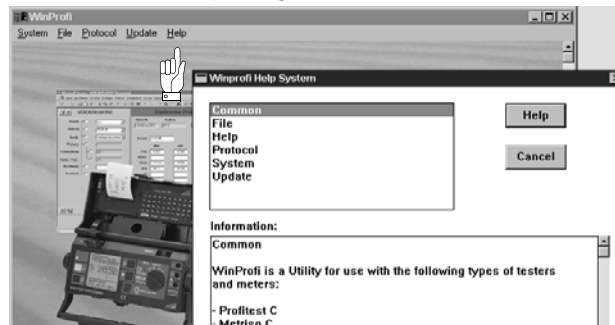 WinProfi
System File Protocol Update Help
Winprofi Help System
Common
File
Help
Protocol
System
Update
Help
Cancel
Information:
Common
WinProfi is a Utility for use with the following types of testers
and meters:
- Profitest C
- Metriso C